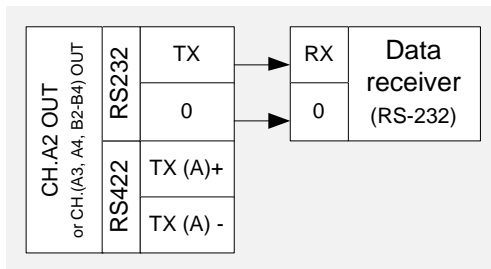 CH.A2 OUT
or CH.(A3, A4, B2-B4) OUT
RS232
TX
0
RS422
TX (A)+
TX (A) -
RX
0
Data
receiver
(RS-232)